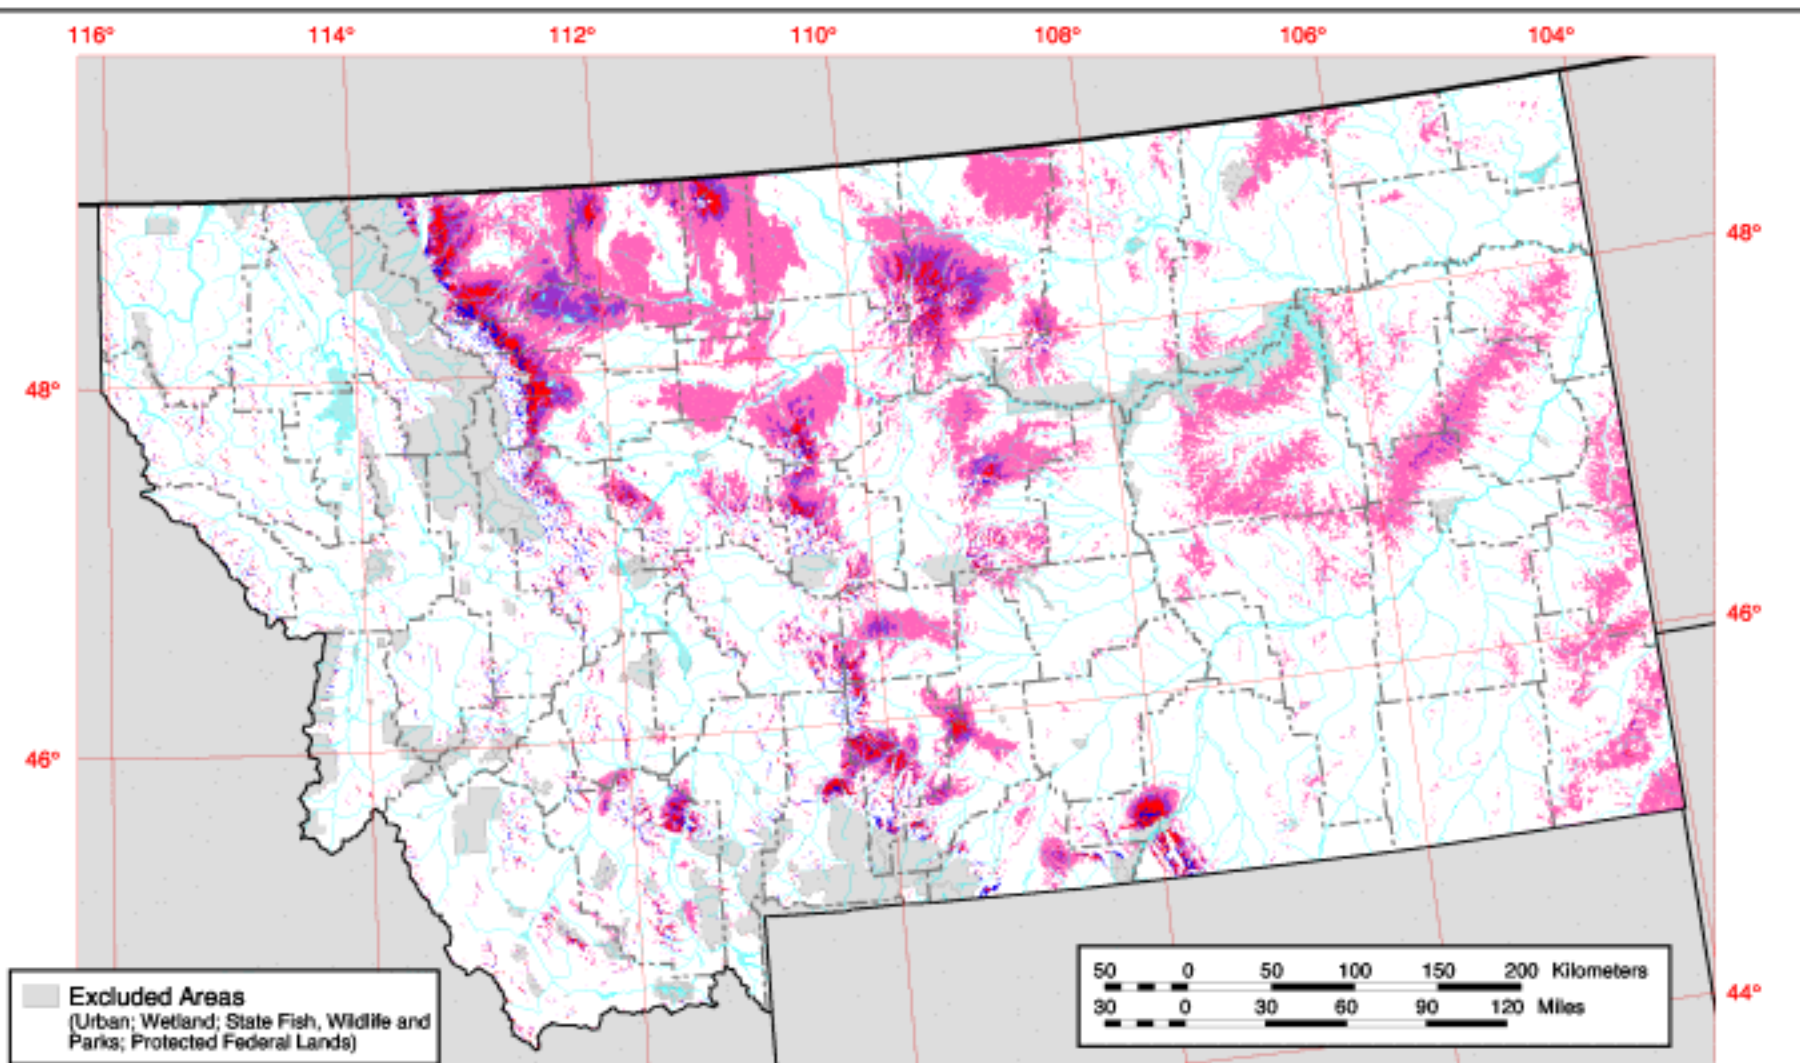 116° 114° 112° 110° 108° 106° 104°
48°
48°
46°
46°
44°
Excluded Areas
(Urban; Wetland; State Fish, Wildlife and
Parks; Protected Federal Lands)
50 0 50 100 150 200 Kilometers
30 0 30 60 90 120 Miles